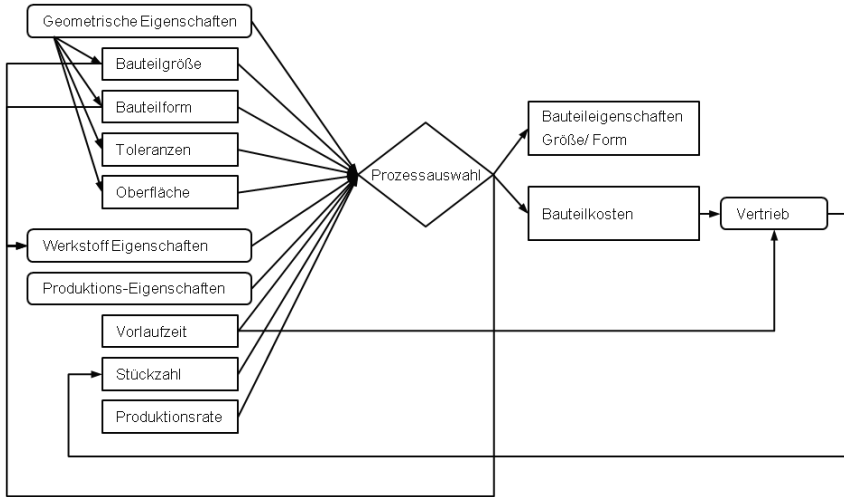 Geometrische Eigenschaften
Bauteilgröße
Bauteilform
Toleranzen
Oberfläche
Werkstoff Eigenschaften
Produktions-Eigenschaften
Vorlaufzeit
Stückzahl
Produktionsrate
Prozessauswahl
Bauteileigenschaften
Größe/ Form
Bauteilkosten
Vertrieb